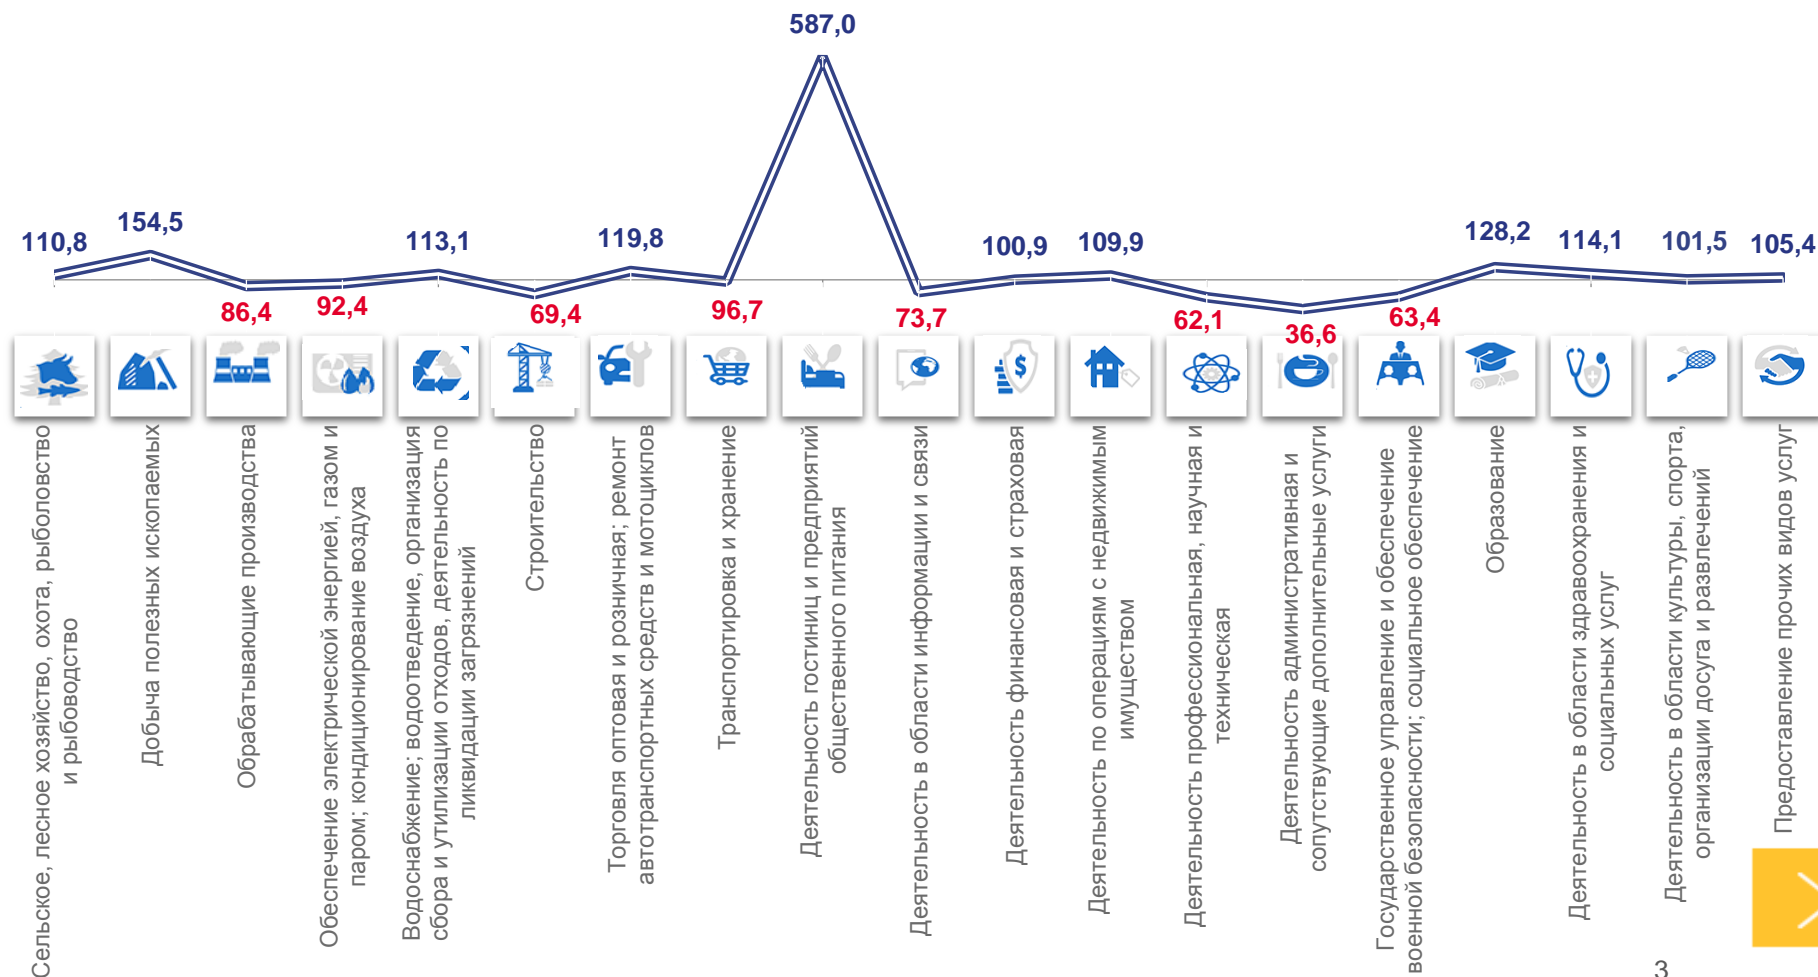 587,0
110,8
154,5
86,4
92,4
113,1
69,4
119,8
96,7
73,7
100,9
109,9
62,1
36,6
63,4
128,2
114,1
101,5
105,4
$
Сельское, лесное хозяйство, охота, рыболовство
и рыбоводство
Добыча полезных ископаемых
Обрабатывающие производства
Обеспечение электрической энергией, газом и
паром; кондиционирование воздуха
Водоснабжение; водоотведение, организация
сбора и утилизации отходов, деятельность по
ликвидации загрязнений
Строительство
Торговля оптовая и розничная; ремонт
автотранспортных средств и мотоциклов
Транспортировка и хранение
Деятельность гостиниц и предприятий
общественного питания
Деятельность в области информации и связи
Деятельность финансовая и страховая
Деятельность по операциям с недвижимым
имуществом
Деятельность профессиональная, научная и
техническая
Деятельность административная и
сопутствующие дополнительные услуги
Государственное управление и обеспечение
военной безопасности; социальное обеспечение
Образование
Деятельность в области здравоохранения и
социальных услуг
Деятельность в области культуры, спорта,
организации досуга и развлечений
Предоставление прочих видов услуг
3